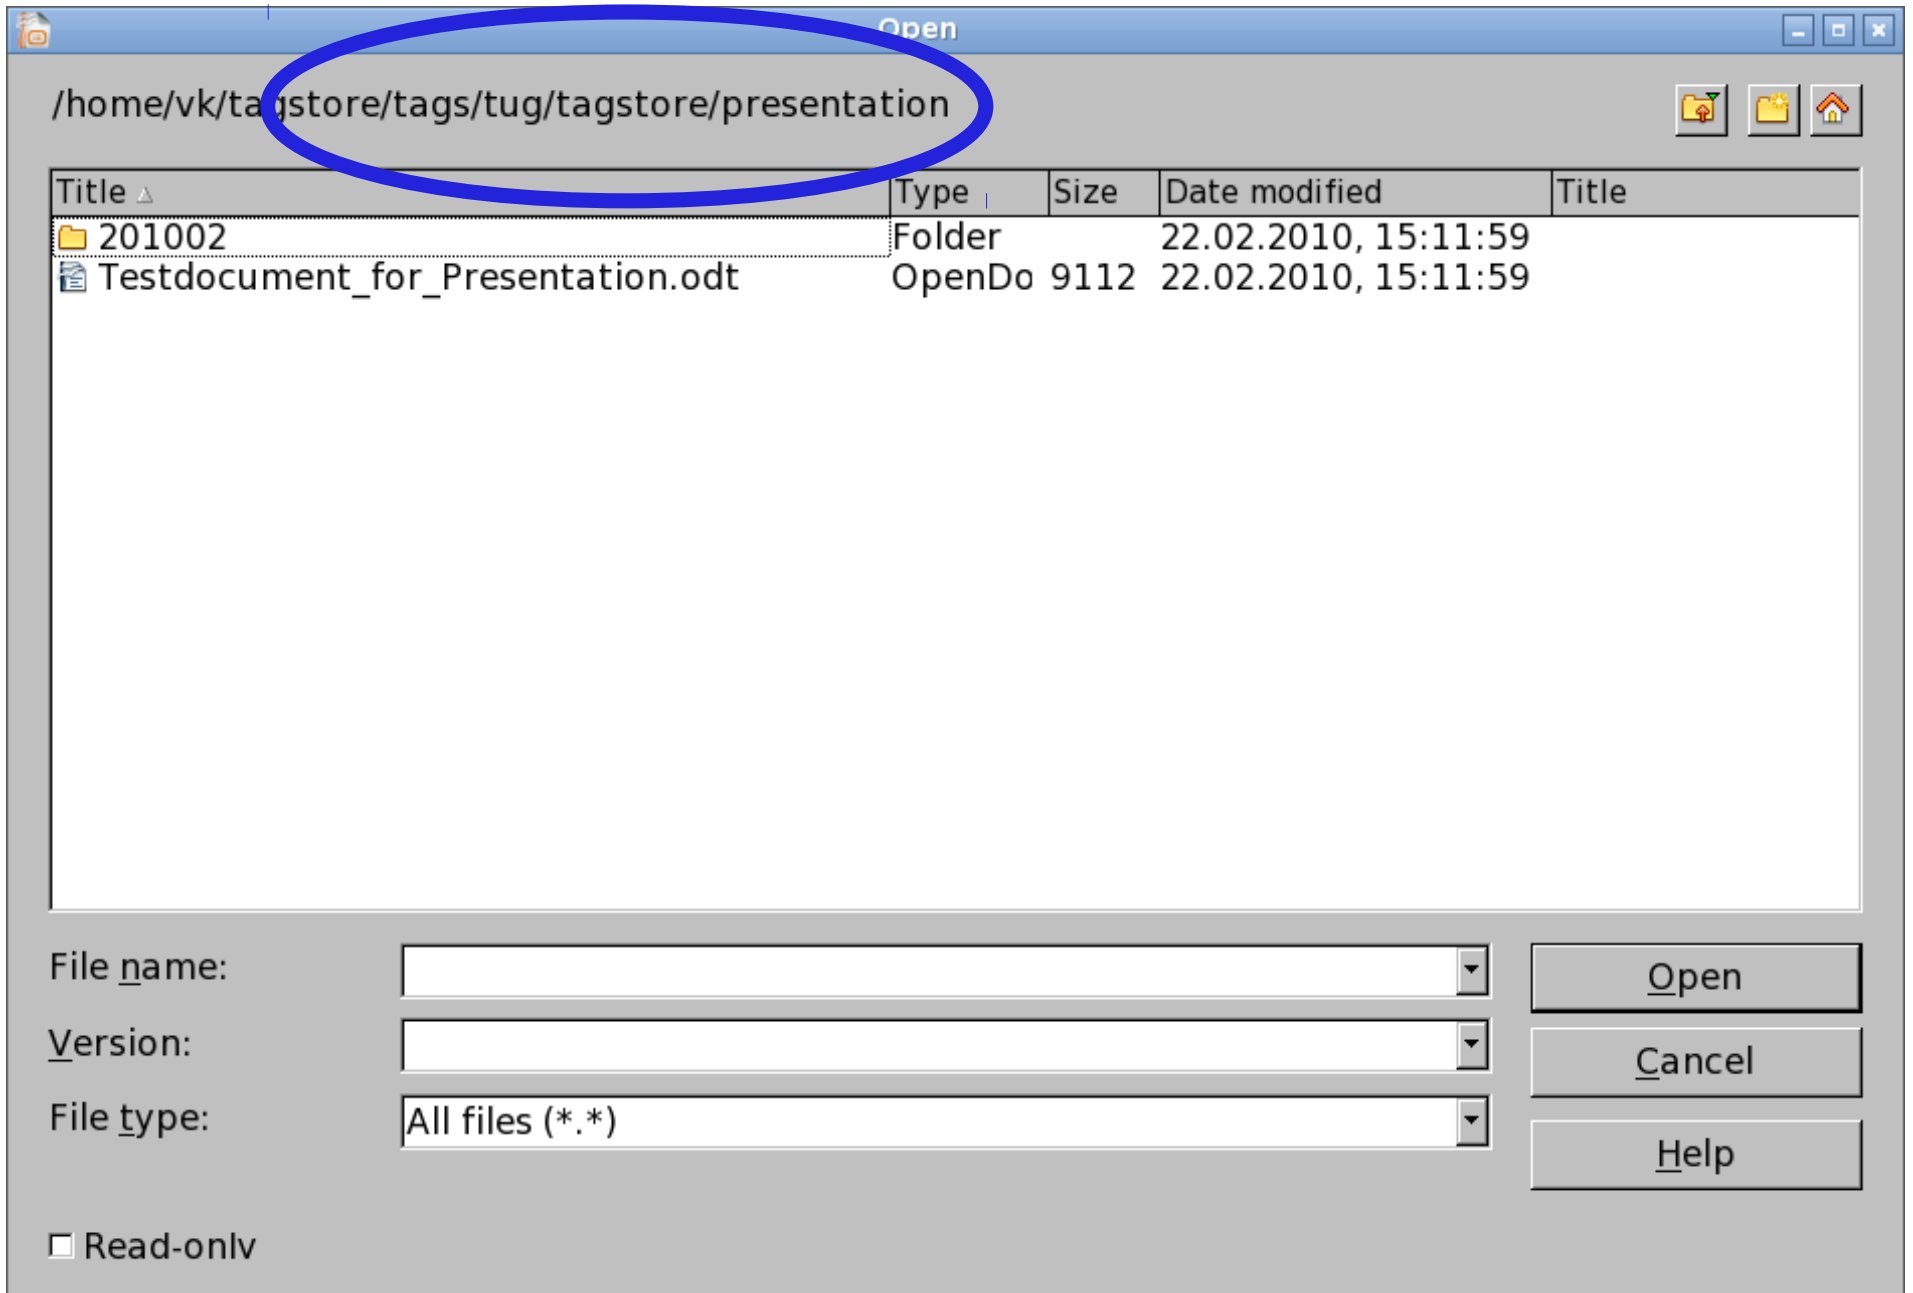 Open
/home/vk/tagstore/tags/tug/tagstore/presentation
Title Type Size Date modified Title
201002 Folder 22.02.2010, 15:11:59
Testdocument_for_Presentation.odt OpenDo 9112 22.02.2010, 15:11:59
File name: Open
Version: Cancel
File type: All files (*.*)
Help
Read-only